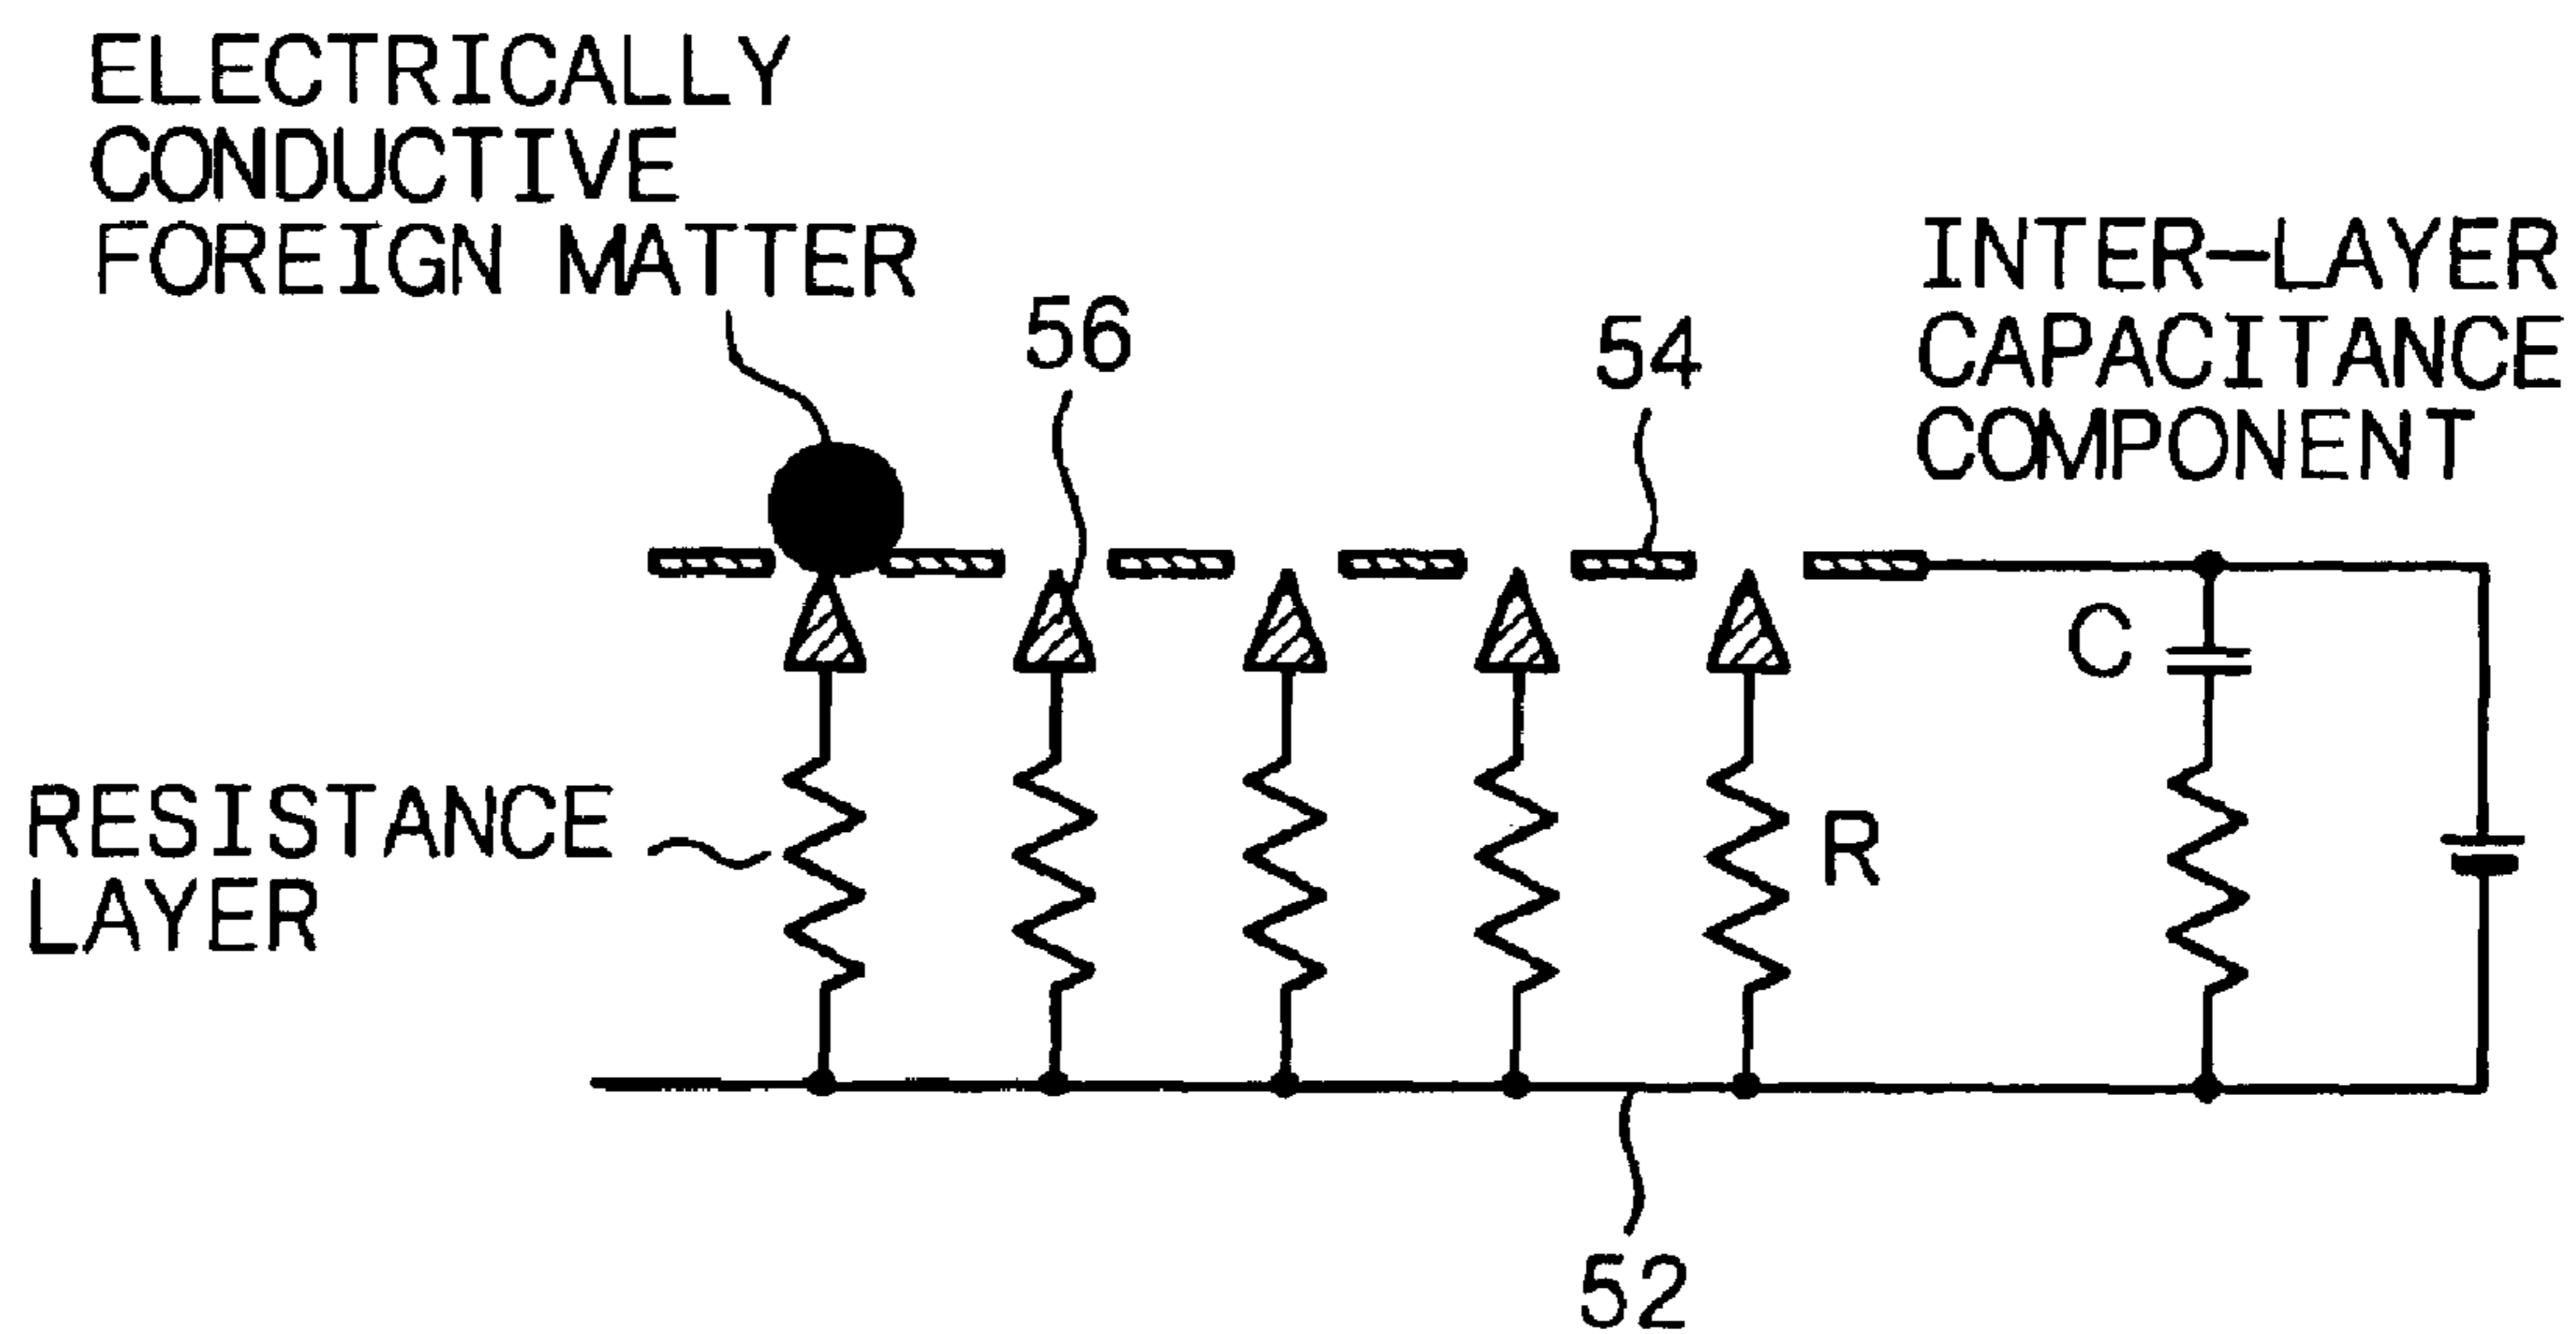 ELECTRICALLY
CONDUCTIVE
FOREIGN MATTER
56
54
INTER-LAYER
CAPACITANCE
COMPONENT
C
RESISTANCE
LAYER
R
52